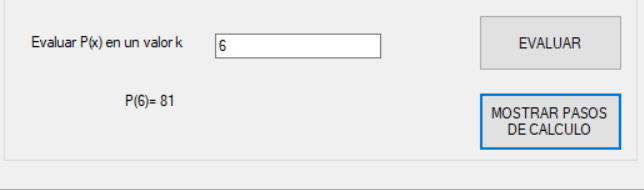 Evaluar P(x) en un valor k
6
EVALUAR
P(6)= 81
MOSTRAR PASOS
DE CALCULO